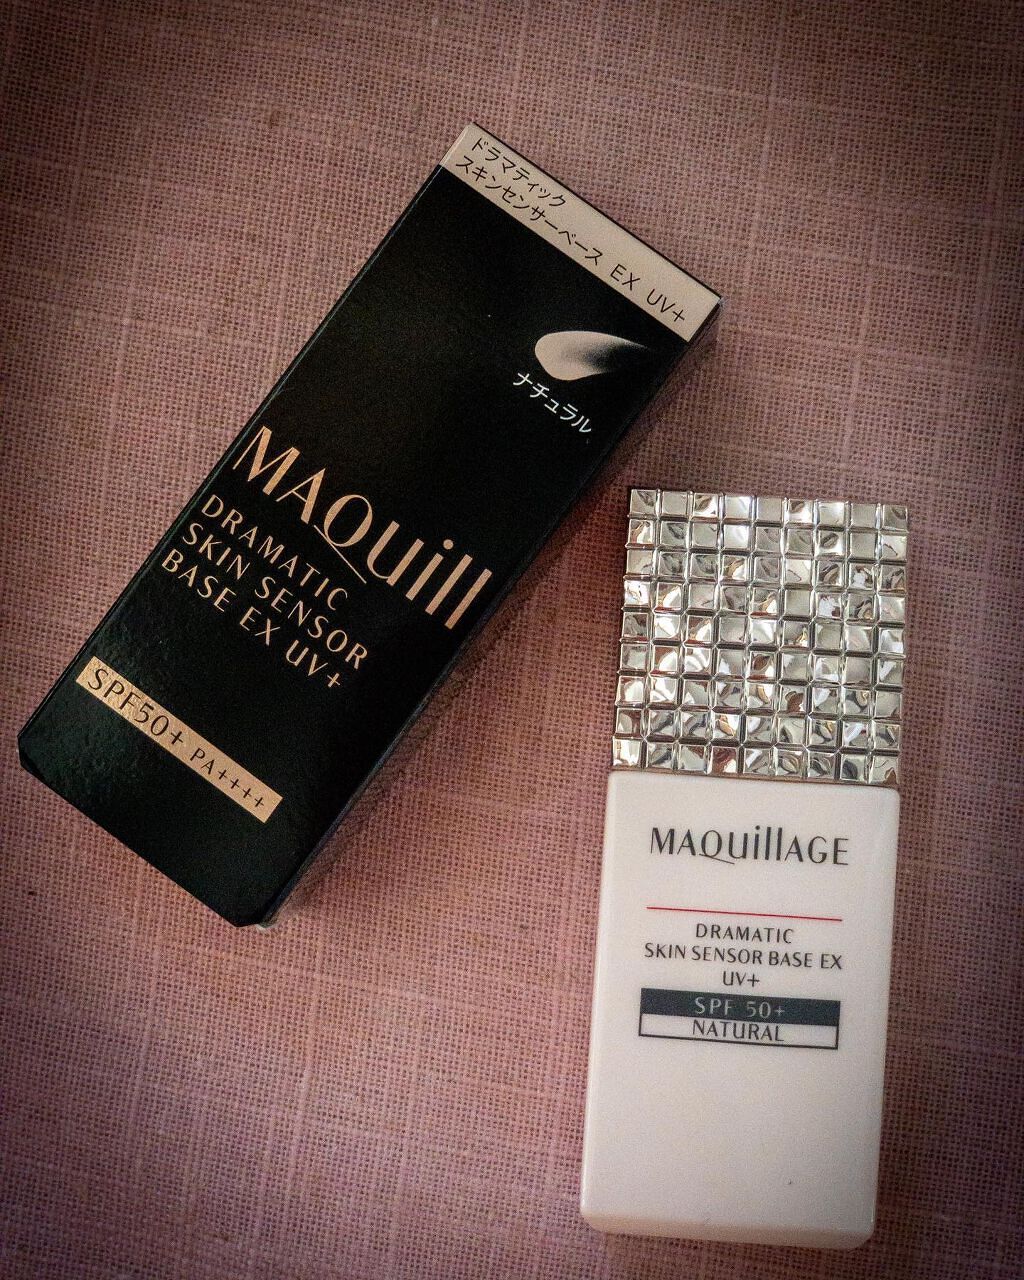 ドラマティック
スキンセンサーベース EX UV+
ナチュラル
MAQuill
DRAMATIC
SKIN SENSOR
BASE EX UV+
SPF50+ PA++++
MAQuillAGE
DRAMATIC
SKIN SENSOR BASE EX
UV+
SPF 50+
NATURAL